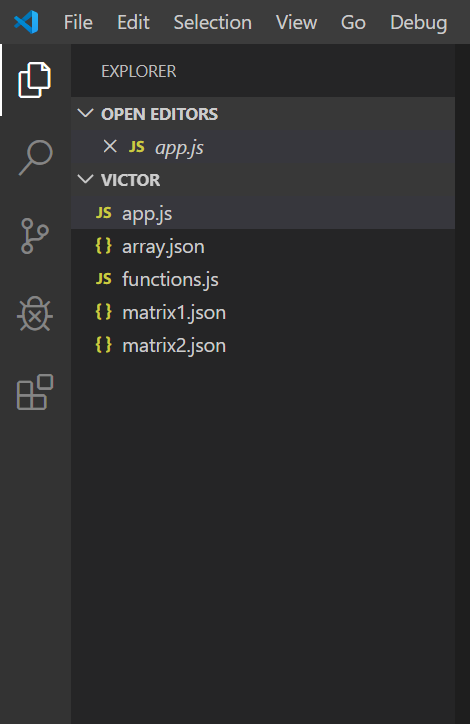 File Edit Selection View Go Debug
EXPLORER
OPEN EDITORS
JS app.js
VICTOR
JS app.js
{} array.json
JS functions.js
{} matrix1.json
{} matrix2.json